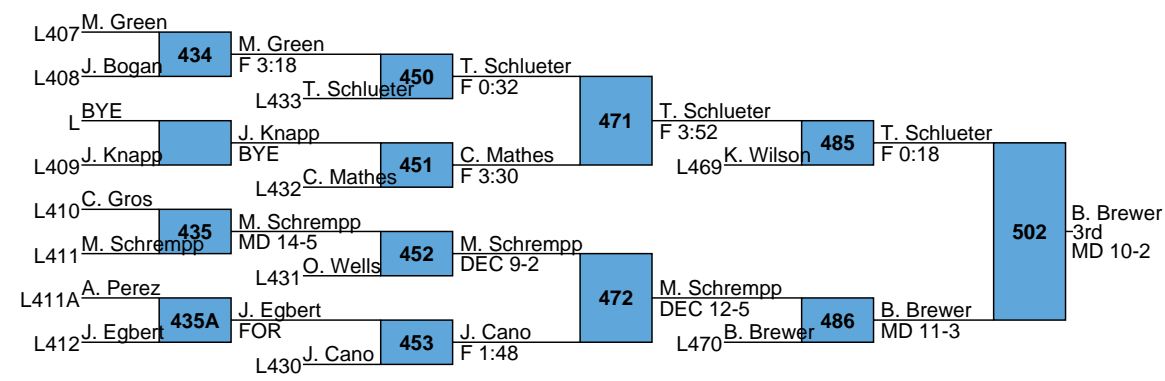 M. Green
L407
434
M. Green
F 3:18
J. Bogan
L408
450
T. Schlueter
F 0:32
T. Schlueter
L433
BYE
L
471
T. Schlueter
F 3:52
J. Knapp
BYE
J. Knapp
L409
451
C. Mathes
F 3:30
C. Mathes
L432
485
T. Schlueter
F 0:18
K. Wilson
L469
C. Gros
L410
435
M. Schrempp
MD 14-5
M. Schrempp
L411
452
M. Schrempp
DEC 9-2
O. Wells
L431
502
B. Brewer
3rd
MD 10-2
A. Perez
L411A
472
M. Schrempp
DEC 12-5
435A
J. Egbert
FOR
J. Egbert
L412
453
J. Cano
F 1:48
J. Cano
L430
486
B. Brewer
MD 11-3
B. Brewer
L470